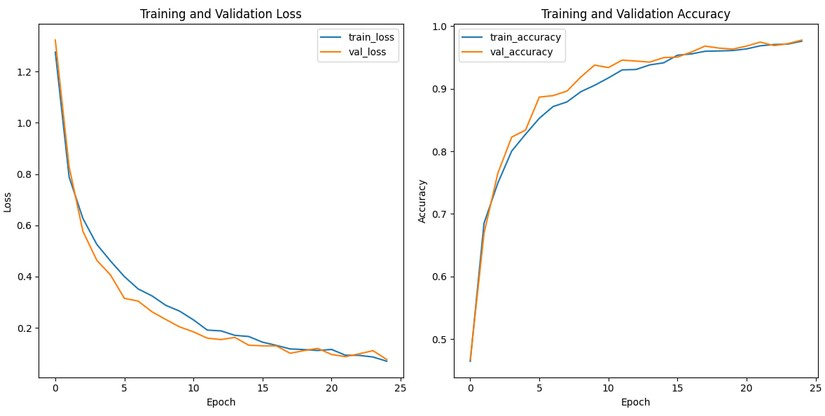 Training and Validation Loss
train_loss
val_loss
Loss
1.2
1.0
0.8
0.6
0.4
0.2
0
5
10
15
20
25
Epoch
Training and Validation Accuracy
train_accuracy
val_accuracy
Accuracy
1.0
0.9
0.8
0.7
0.6
0.5
0
5
10
15
20
25
Epoch